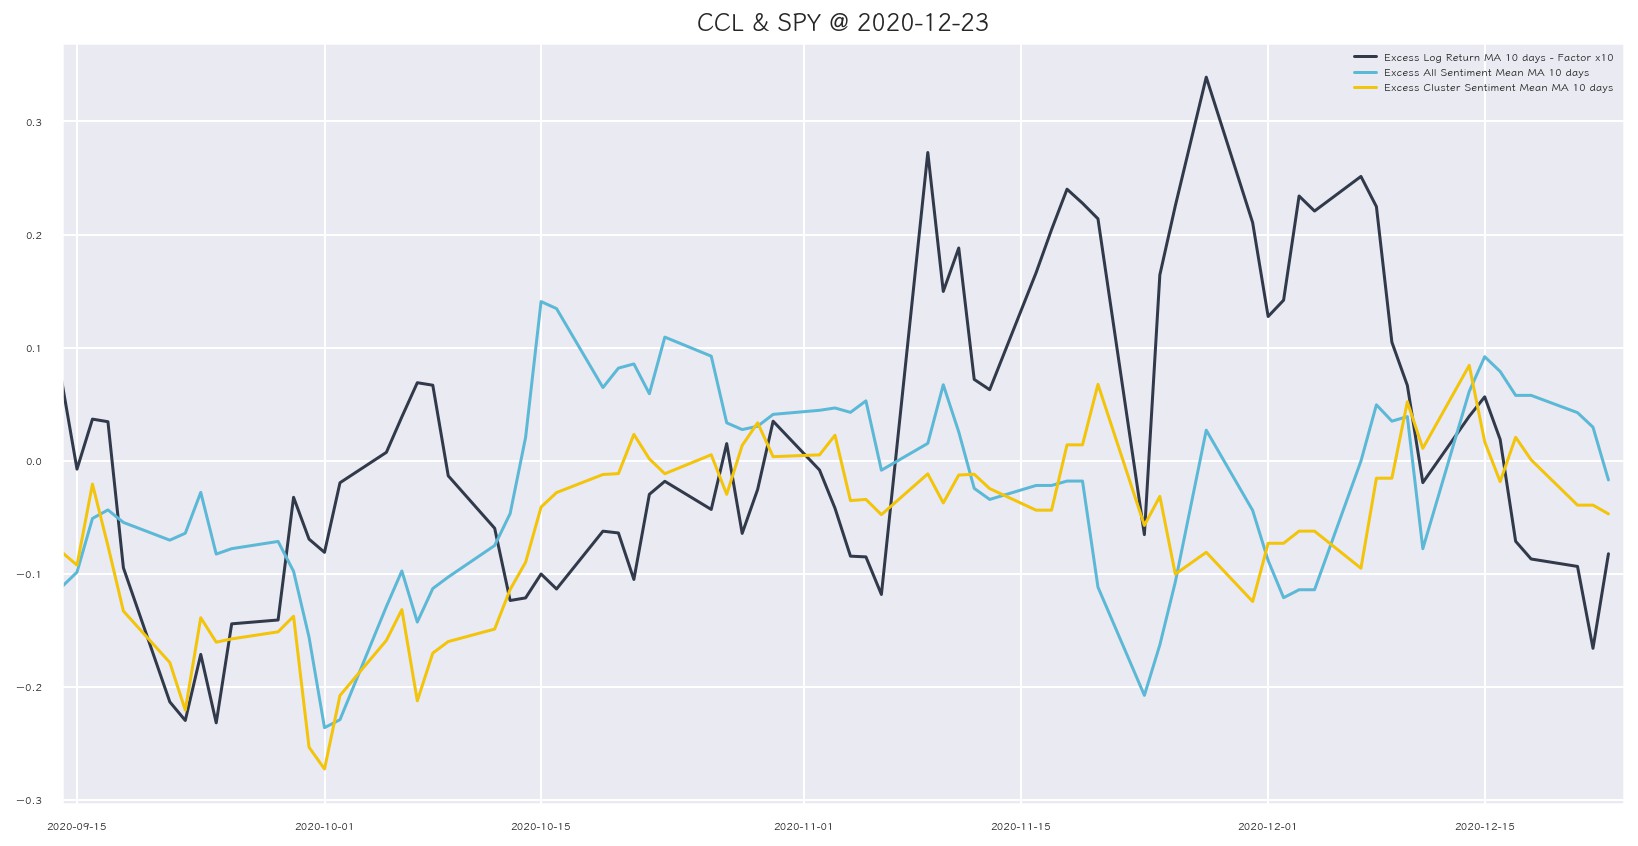 CCL & SPY @ 2020-12-23
Excess Log Return MA 10 days - Factor x10
Excess All Sentiment Mean MA 10 days
Excess Cluster Sentiment Mean MA 10 days
0.3
0.2
0.1
0.0
−0.1
−0.2
−0.3
2020-09-15 2020-10-01 2020-10-15 2020-11-01 2020-11-15 2020-12-01 2020-12-15